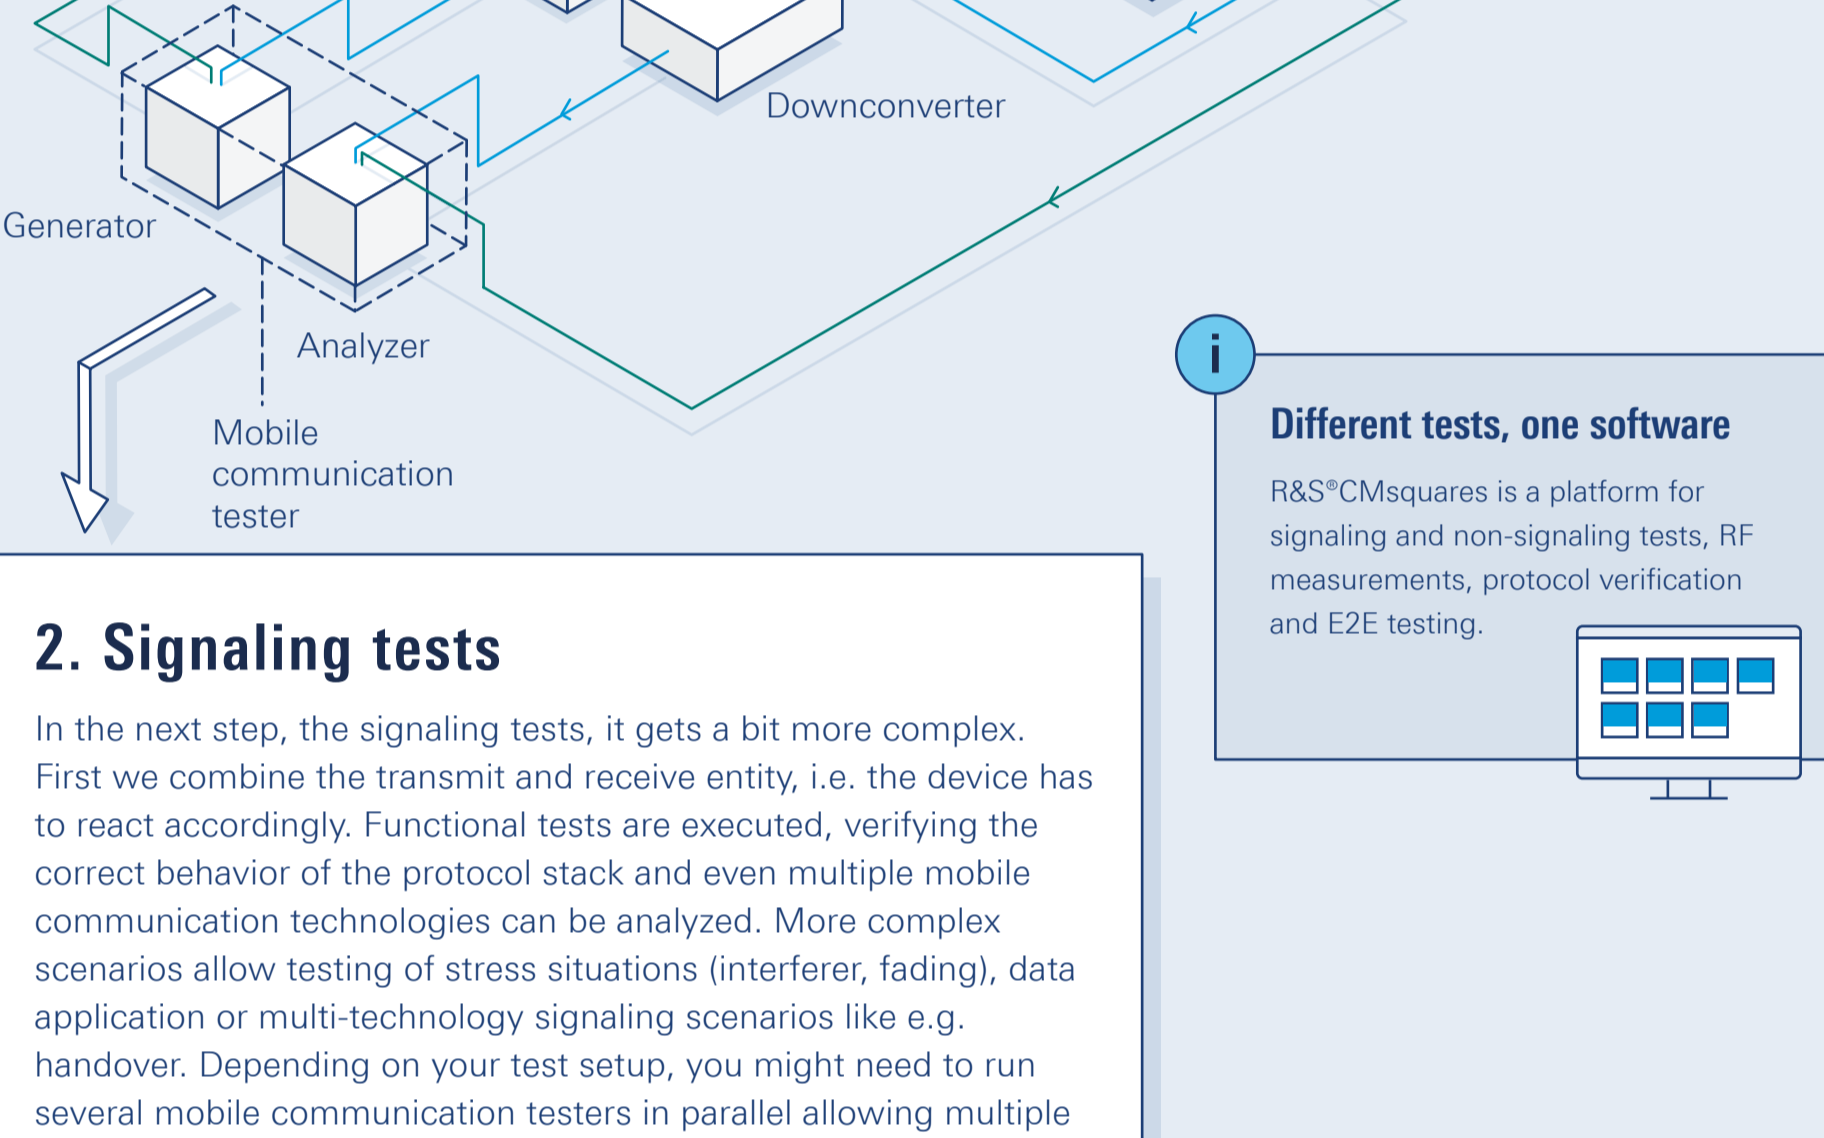 Downconverter
Generator
Analyzer
Mobile
communication
tester
i
Different tests, one software
R&S®CMsquares is a platform for
signaling and non-signaling tests, RF
measurements, protocol verification
and E2E testing.
2. Signaling tests
In the next step, the signaling tests, it gets a bit more complex.
First we combine the transmit and receive entity, i.e. the device has
to react accordingly. Functional tests are executed, verifying the
correct behavior of the protocol stack and even multiple mobile
communication technologies can be analyzed. More complex
scenarios allow testing of stress situations (interferer, fading), data
application or multi-technology signaling scenarios like e.g.
handover. Depending on your test setup, you might need to run
several mobile communication testers in parallel allowing multiple